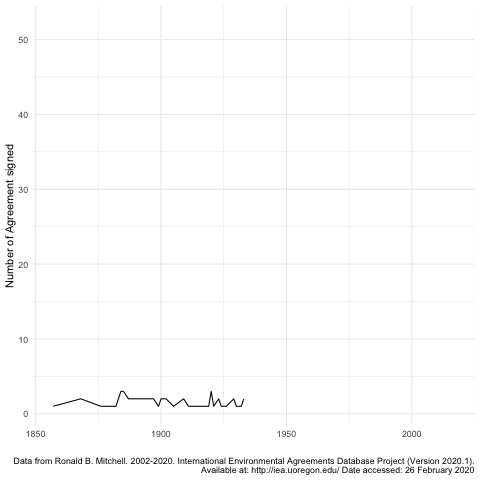 50
40
30
20
10
0
Number of Agreement signed
1850 1900 1950 2000
Data from Ronald B. Mitchell. 2002-2020. International Environmental Agreements Database Project (Version 2020.1).
Available at: http://iea.uoregon.edu/ Date accessed: 26 February 2020